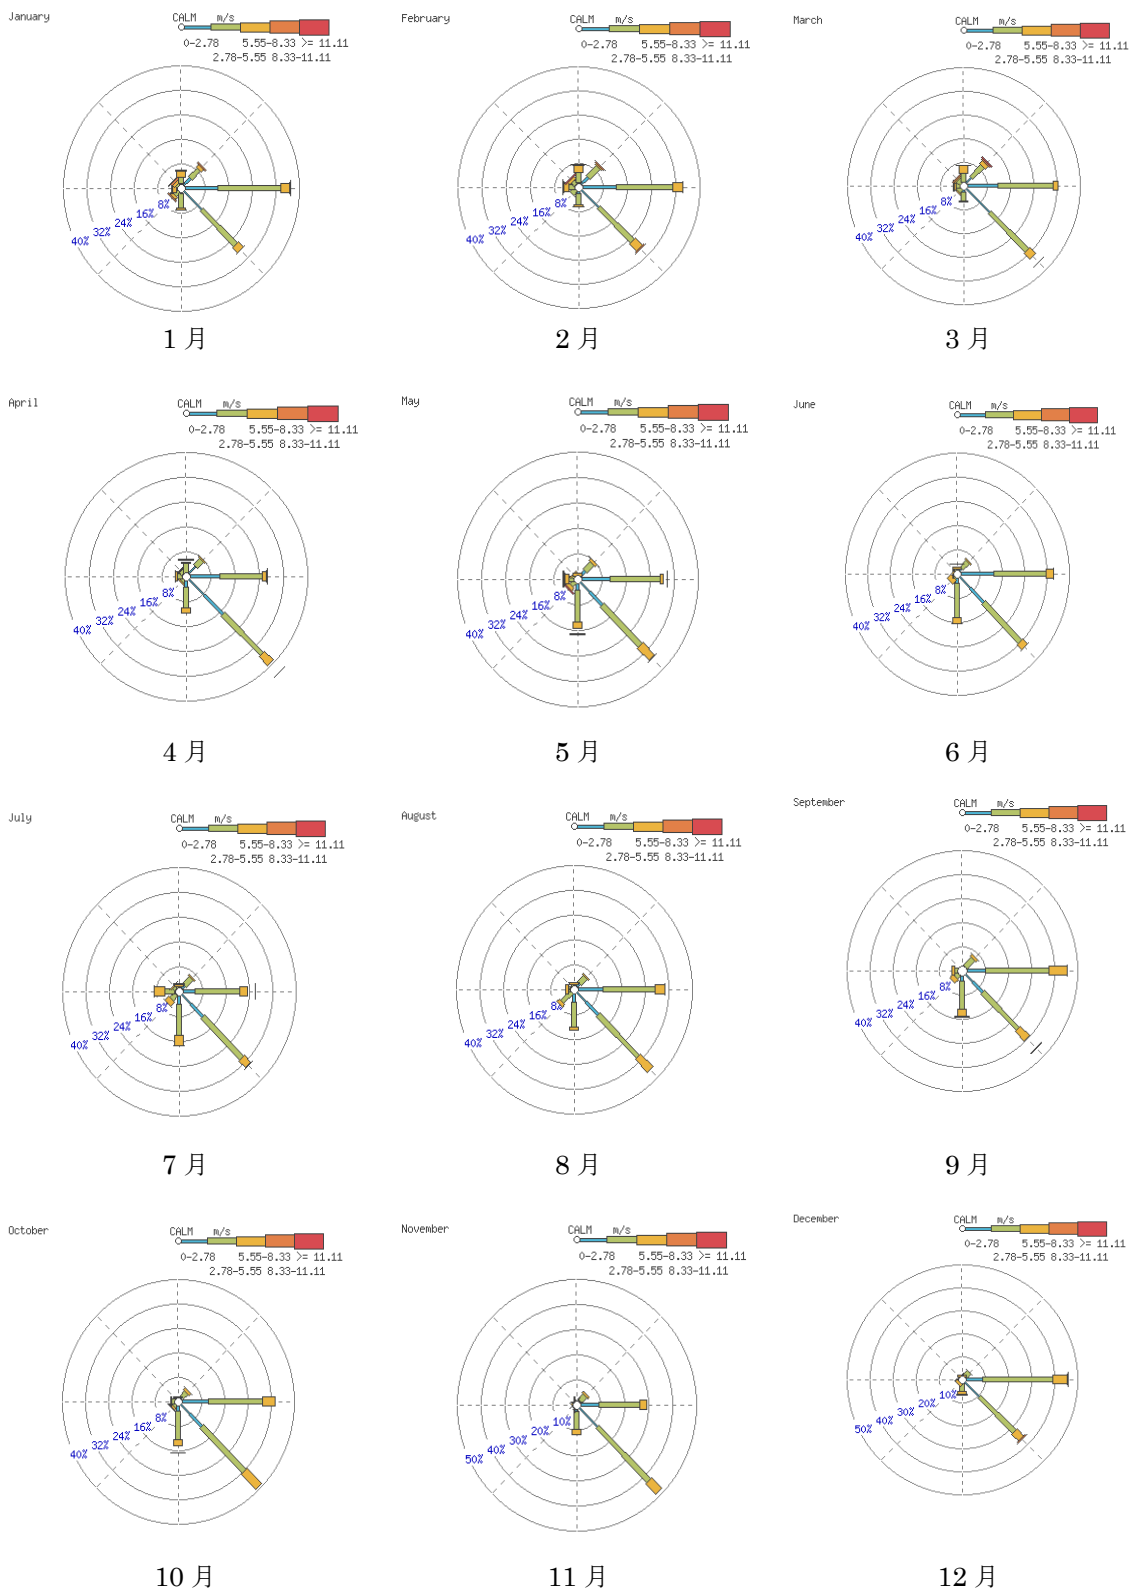 January
CALM m/s
0-2.78 5.55-8.33 >= 11.11
2.78-5.55 8.33-11.11
8%
16%
24%
32%
40%
1 月
February
CALM m/s
0-2.78 5.55-8.33 >= 11.11
2.78-5.55 8.33-11.11
8%
16%
24%
32%
40%
2 月
March
CALM m/s
0-2.78 5.55-8.33 >= 11.11
2.78-5.55 8.33-11.11
8%
16%
24%
32%
40%
3 月
April
CALM m/s
0-2.78 5.55-8.33 >= 11.11
2.78-5.55 8.33-11.11
8%
16%
24%
32%
40%
4 月
May
CALM m/s
0-2.78 5.55-8.33 >= 11.11
2.78-5.55 8.33-11.11
8%
16%
24%
32%
40%
5 月
June
CALM m/s
0-2.78 5.55-8.33 >= 11.11
2.78-5.55 8.33-11.11
8%
16%
24%
32%
40%
6 月
July
CALM m/s
0-2.78 5.55-8.33 >= 11.11
2.78-5.55 8.33-11.11
8%
16%
24%
32%
40%
7 月
August
CALM m/s
0-2.78 5.55-8.33 >= 11.11
2.78-5.55 8.33-11.11
8%
16%
24%
32%
40%
8 月
September
CALM m/s
0-2.78 5.55-8.33 >= 11.11
2.78-5.55 8.33-11.11
8%
16%
24%
32%
40%
9 月
October
CALM m/s
0-2.78 5.55-8.33 >= 11.11
2.78-5.55 8.33-11.11
8%
16%
24%
32%
40%
10 月
November
CALM m/s
0-2.78 5.55-8.33 >= 11.11
2.78-5.55 8.33-11.11
10%
20%
30%
40%
50%
11 月
December
CALM m/s
0-2.78 5.55-8.33 >= 11.11
2.78-5.55 8.33-11.11
10%
20%
30%
40%
50%
12 月